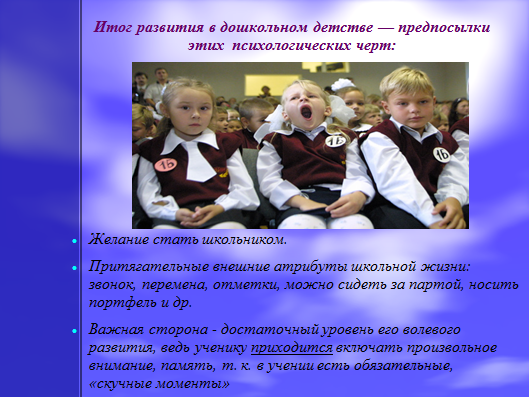 Итог развития в дошкольном детстве — предпосылки
этих психологических черт:
1Б
1Б
1Б
Желание стать школьником.
Притягательные внешние атрибуты школьной жизни:
звонок, перемена, отметки, можно сидеть за партой, носить
портфель и др.
Важная сторона - достаточный уровень его волевого
развития, ведь ученику приходится включать произвольное
внимание, память, т. к. в учении есть обязательные,
«скучные моменты»